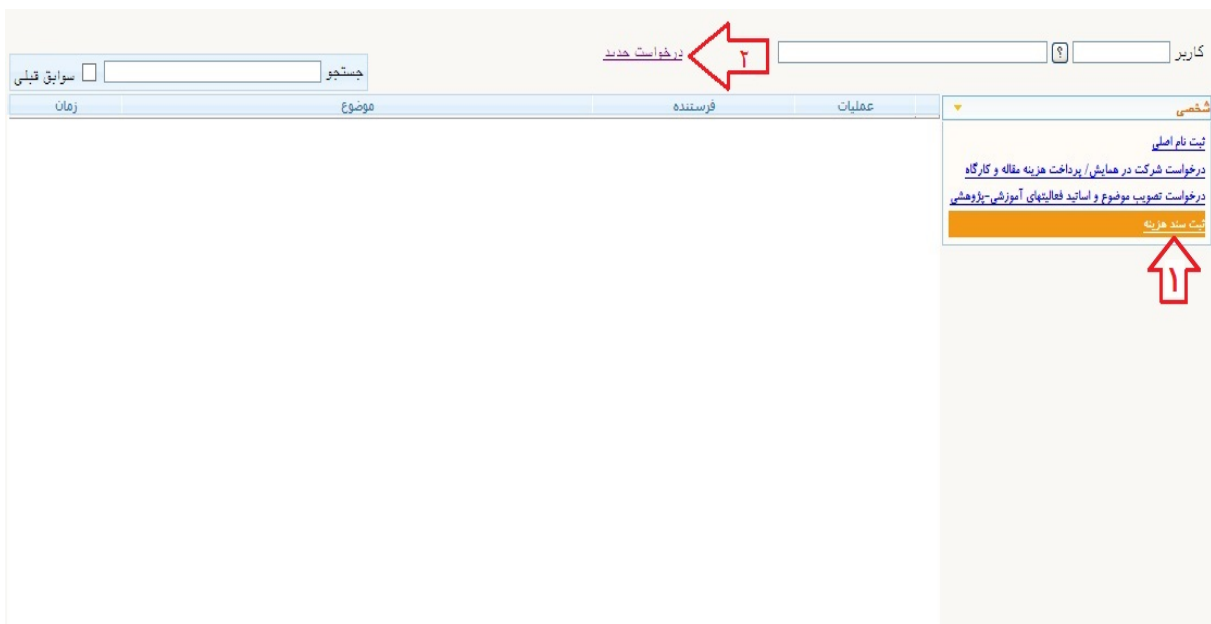 کاربر ؟ ۲ درخواست جدید
جستجو سوابق قبلی
شخصی
عملیات فرستنده موضوع زمان
ثبت نام اصلی
درخواست شرکت در همایش/ پرداخت هزینه مقاله و کارگاه
درخواست تصویب موضوع و اساتید فعالیتهای آموزشی-پژوهشی
ثبت سند هزینه
۱